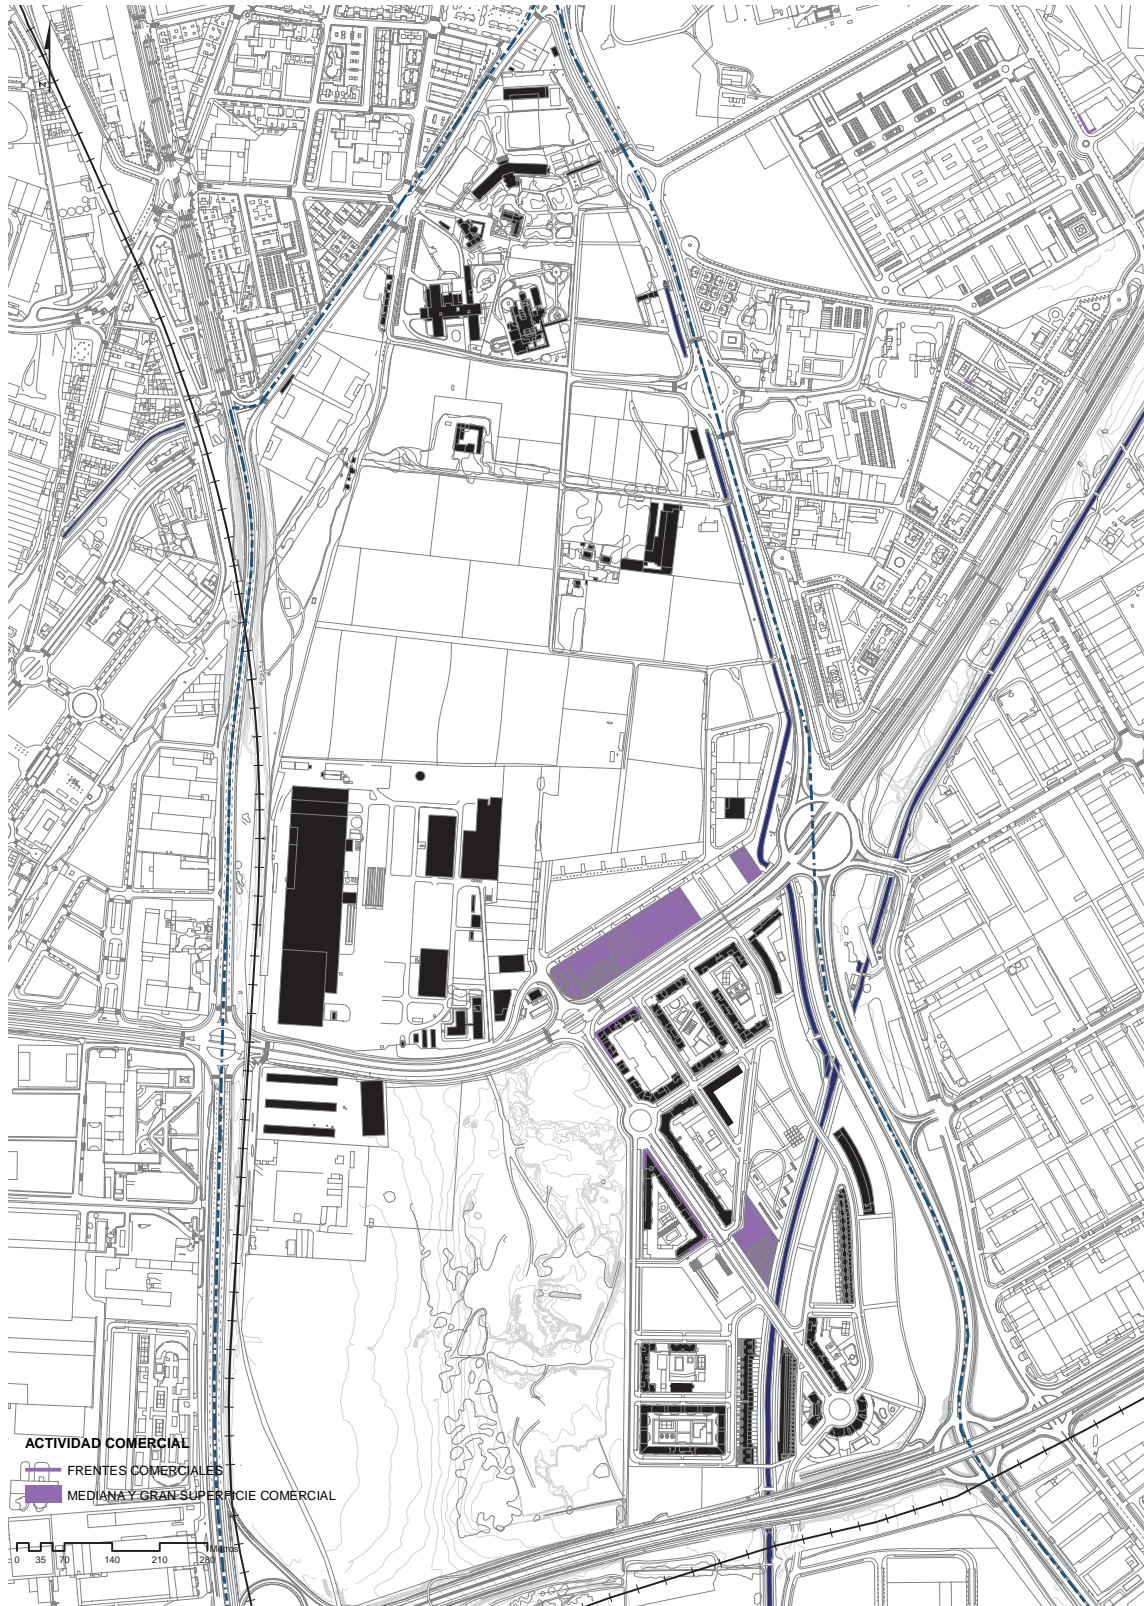 N
ACTIVIDAD COMERCIAL
FRENTES COMERCIALES
MEDIANA Y GRAN SUPERFICIE COMERCIAL
Metros
0 35 70 140 210 280